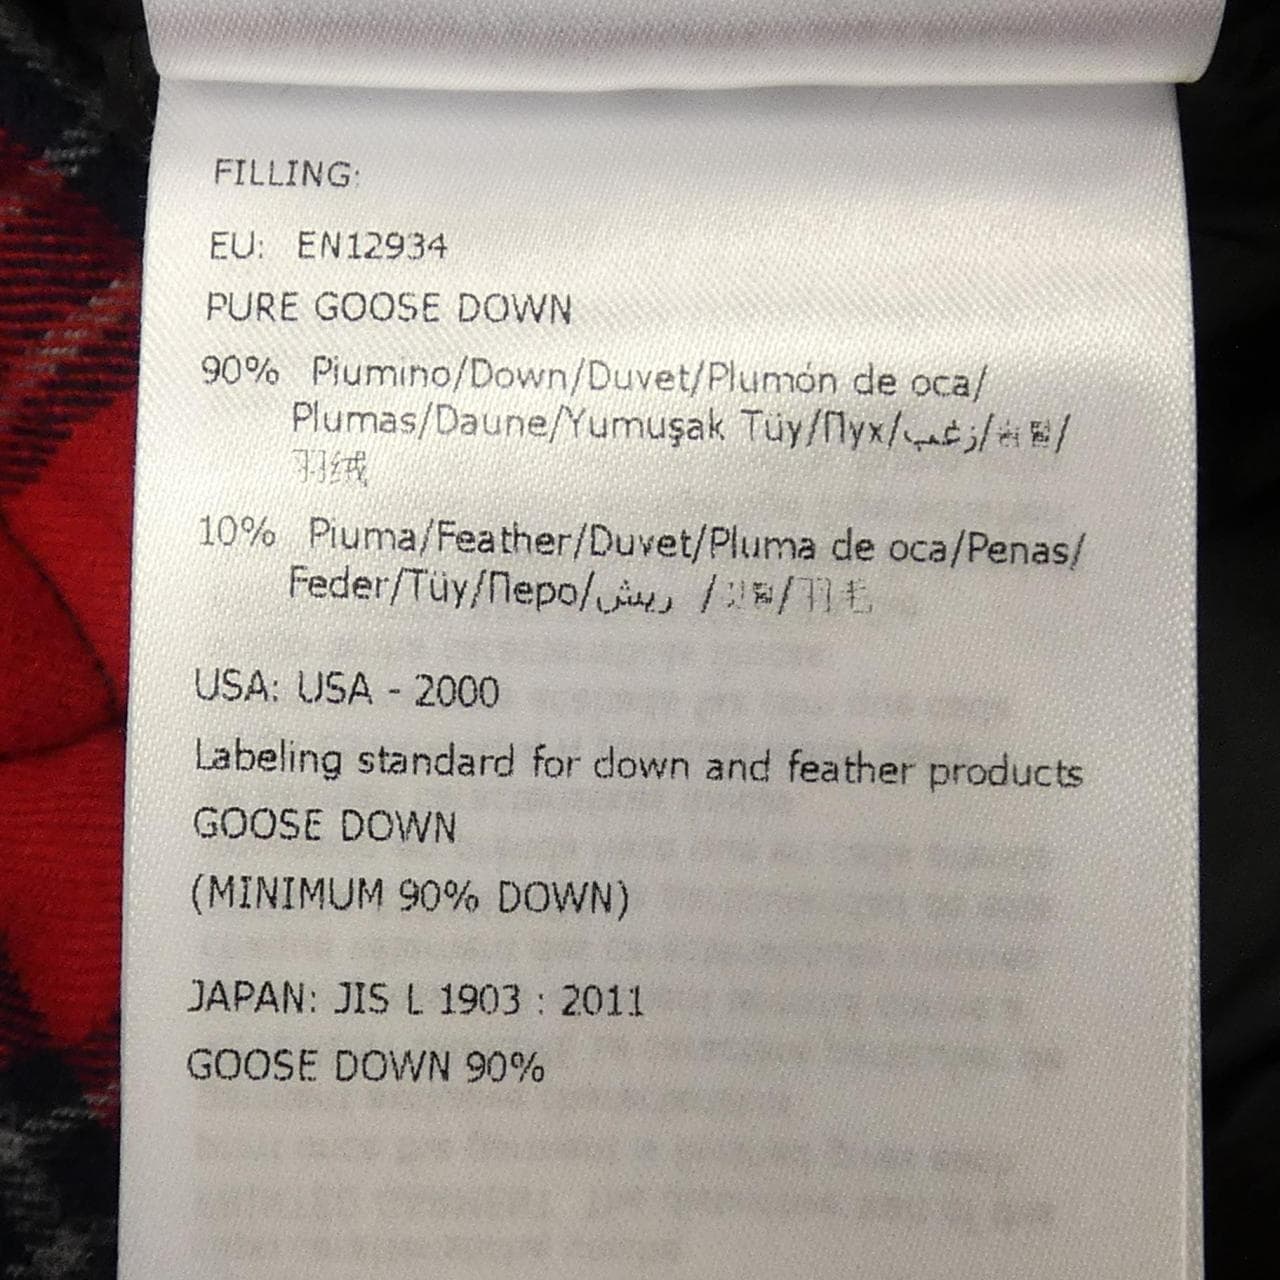 FILLING:
EU: EN12934
PURE GOOSE DOWN
90% Piumino/Down/Duvet/Plumón de oca/
Plumas/Daune/Yumuşak Tüy/Пух/زغب/
羽绒
10% Piuma/Feather/Duvet/Pluma de oca/Penas/
Feder/Tüy/Перо/ريش / /羽毛
USA: USA - 2000
Labeling standard for down and feather products
GOOSE DOWN
(MINIMUM 90% DOWN)
JAPAN: JIS L 1903 : 2011
GOOSE DOWN 90%